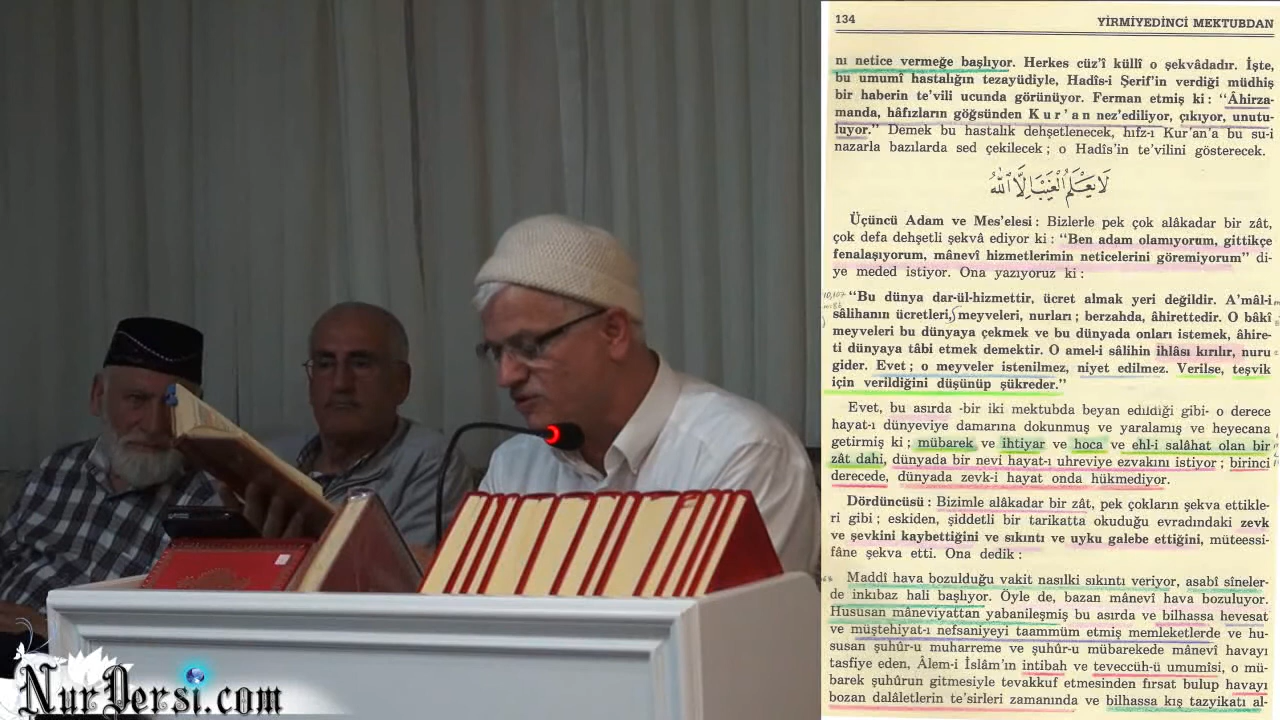 134 YİRMİYEDİNCİ MEKTUBDAN
nı netice vermeğe başlıyor. Herkes cüz'î küllî o şekvâdadır. İşte,
bu umumî hastalığın tezayüdiyle, Hadîs-i Şerif'in verdiği müdhiş
bir haberin te'vili ucunda görünüyor. Ferman etmiş ki : "Âhirza-
manda, hâfızların göğsünden Kur'an nez'ediliyor, çıkıyor, unutu-
luyor." Demek bu hastalık dehşetlenecek, hıfz-ı Kur'an'a bu su-i
nazarla bazılarda sed çekilecek ; o Hadîs'in te'vilini gösterecek.
لَا يَعْلَمُ الْغَيْبَ اِلَّا اللّٰهُ
Üçüncü Adam ve Mes'elesi : Bizlerle pek çok alâkadar bir zât,
çok defa dehşetli şekvâ ediyor ki : "Ben adam olamıyorum, gittikçe
fenalaşıyorum, mânevî hizmetlerimin neticelerini göremiyorum" di-
ye meded istiyor. Ona yazıyoruz ki :
"Bu dünya dar-ül-hizmettir, ücret almak yeri değildir. A'mâl-i
sâlihanın ücretleri, meyveleri, nurları ; berzahda, âhirettedir. O bâkî
meyveleri bu dünyaya çekmek ve bu dünyada onları istemek, âhire-
ti dünyaya tâbi etmek demektir. O amel-i sâlihin ihlâsı kırılır, nuru
gider. Evet ; o meyveler istenilmez, niyet edilmez. Verilse, teşvik
için verildiğini düşünüp şükreder."
Evet, bu asırda -bir iki mektubda beyan edildiği gibi- o derece
hayat-ı dünyeviye damarına dokunmuş ve yaralamış ve heyecana
getirmiş ki ; mübarek ve ihtiyar ve hoca ve ehl-i salâhat olan bir
zât dahi, dünyada bir nevi hayat-ı uhreviye ezvakını istiyor ; birinci
derecede, dünyada zevk-i hayat onda hükmediyor.
Dördüncüsü : Bizimle alâkadar bir zât, pek çokların şekva ettikle-
ri gibi ; eskiden, şiddetli bir tarikatta okuduğu evradındaki zevk
ve şevkini kaybettiğini ve sıkıntı ve uyku galebe ettiğini, müteessi-
fâne şekva etti. Ona dedik :
Maddî hava bozulduğu vakit nasılki sıkıntı veriyor, asabî sîneler-
de inkıbaz hali başlıyor. Öyle de, bazan mânevî hava bozuluyor.
Hususan mâneviyattan yabanileşmiş bu asırda ve bilhassa hevesat
ve müştehiyat-ı nefsaniyeyi taammüm etmiş memleketlerde ve hu-
susan şuhûr-u muharreme ve şuhûr-u mübarekede mânevî havayı
tasfiye eden, Âlem-i İslâm'ın intibah ve teveccüh-ü umumîsi, o mü-
barek şuhûrun gitmesiyle tevakkuf etmesinden fırsat bulup havayı
bozan dalâletlerin te'sirleri zamanında ve bilhassa kış tazyikatı al-
NurDersi.com